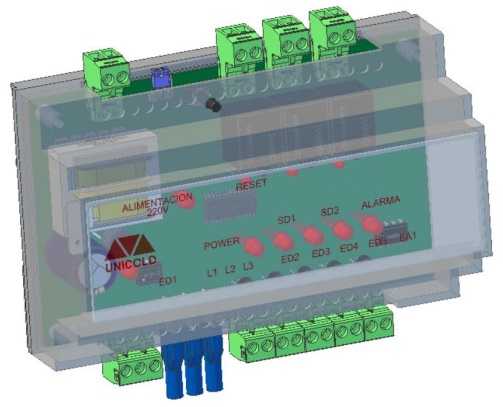 RESET
ALIMENTACION
220V
SD1
SD2
ALARMA
POWER
UNICOLD
ED1
L1 L2 L3
ED2 ED3 ED4 ED5 EA1